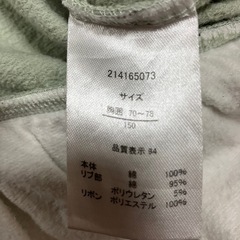 214165073
サイズ
胸囲 70〜78
150
品質表示 84
本体 綿 100%
リブ部 綿 95%
ポリウレタン 5%
リボン ポリエステル 100%